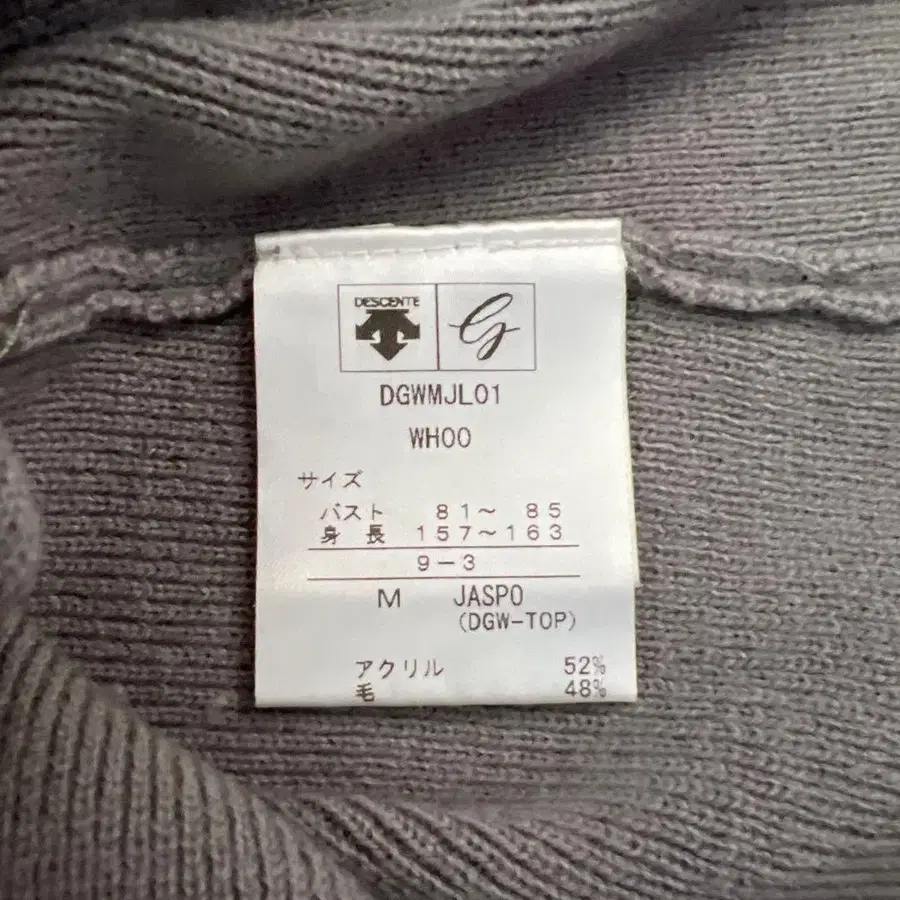 DESCENTE
G
DGWMJL01
WH00
サイズ
バスト 81～ 85
身 長 157～163
9-3
M JASPO
(DGW-TOP)
アクリル 52%
毛 48%